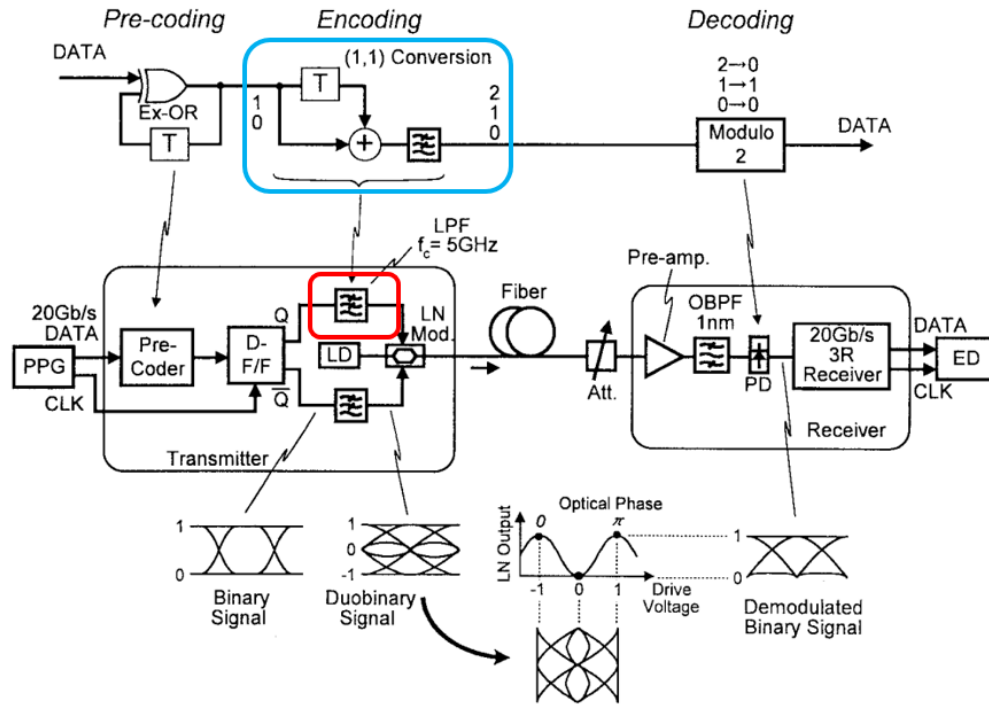 Pre-coding
Encoding
Decoding
DATA
Ex-OR
T
1
0
(1,1) Conversion
T
+
2
1
0
2→0
1→1
0→0
Modulo
2
DATA
LPF
f_c= 5GHz
Pre-amp.
20Gb/s
DATA
PPG
CLK
Pre-
Coder
D-
F/F
Q
Q̅
LD
LN
Mod.
Transmitter
Fiber
Att.
OBPF
1nm
PD
20Gb/s
3R
Receiver
DATA
CLK
ED
Receiver
1
0
Binary
Signal
1
0
-1
Duobinary
Signal
Optical Phase
0
π
LN Output
-1
0
1
Drive
Voltage
1
0
Demodulated
Binary Signal